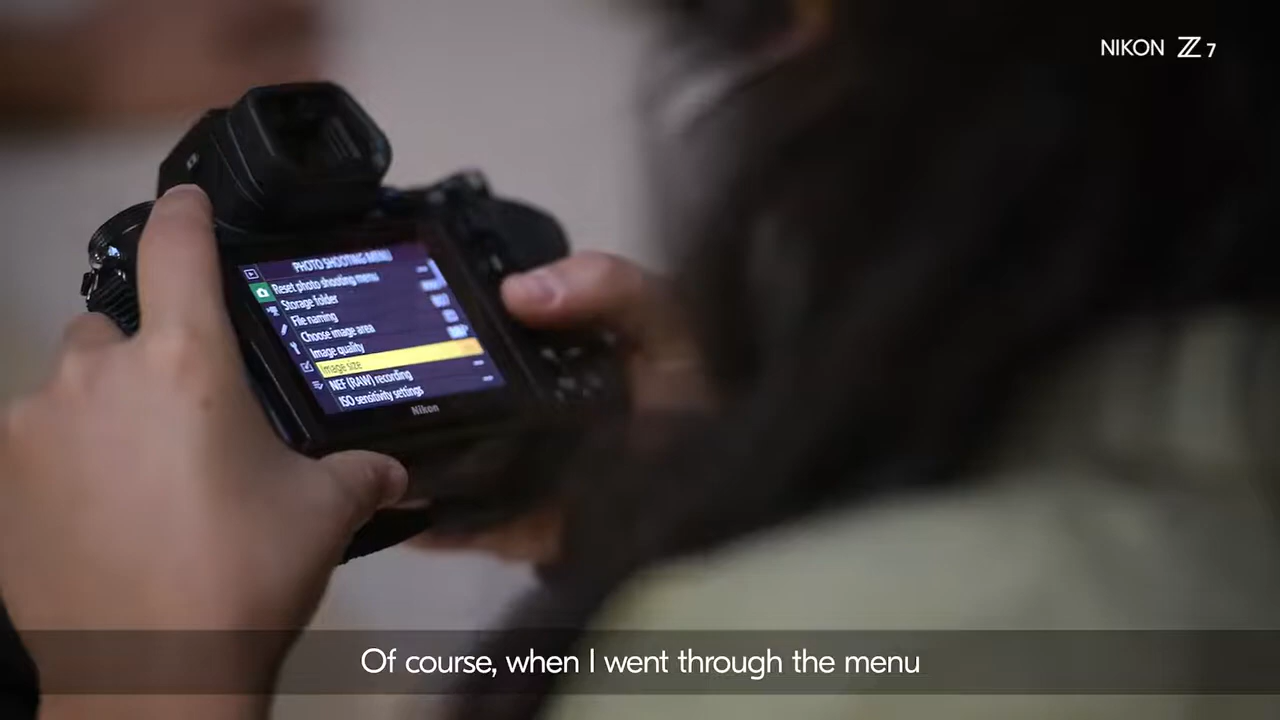 NIKON Z 7
PHOTO SHOOTING MENU
Reset photo shooting menu
Storage folder
File naming
Choose image area
Image quality
Image size
NEF (RAW) recording
ISO sensitivity settings
Nikon
Of course, when I went through the menu